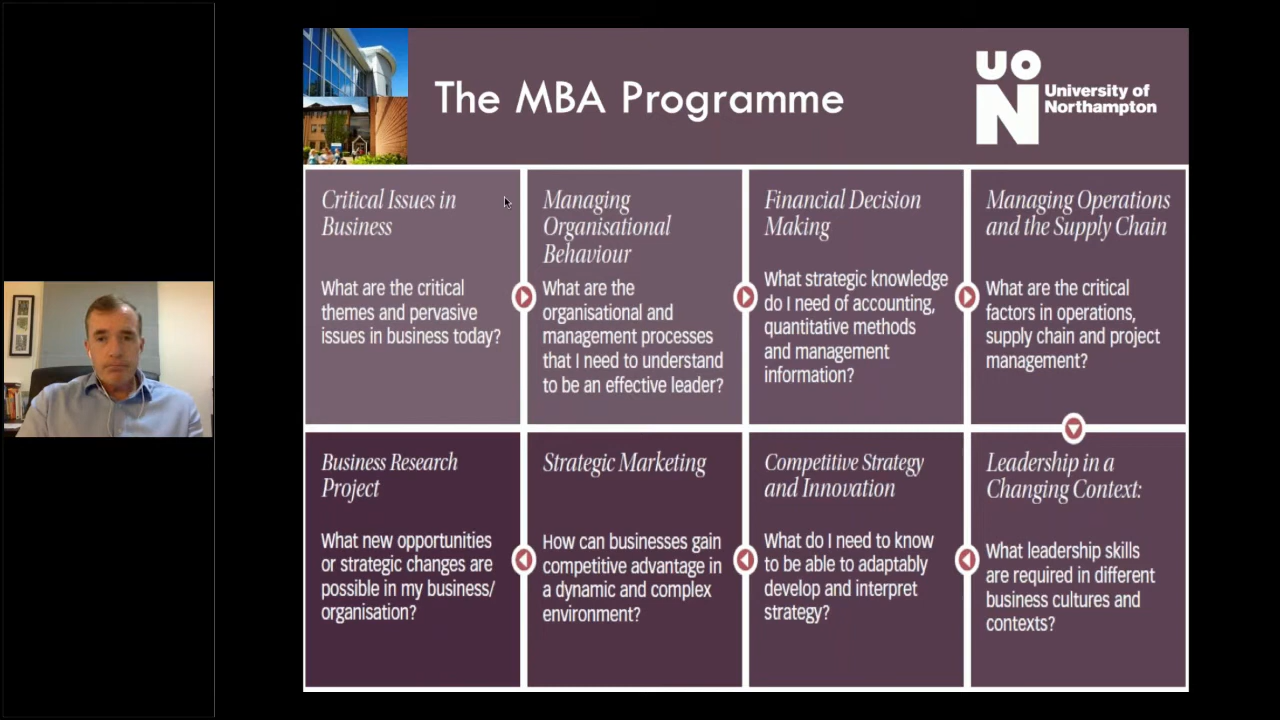 The MBA Programme
UON
University of
Northampton
Critical Issues in
Business
What are the critical
themes and pervasive
issues in business today?
Managing
Organisational
Behaviour
What are the
organisational and
management processes
that I need to understand
to be an effective leader?
Financial Decision
Making
What strategic knowledge
do I need of accounting,
quantitative methods
and management
information?
Managing Operations
and the Supply Chain
What are the critical
factors in operations,
supply chain and project
management?
Leadership in a
Changing Context:
What leadership skills
are required in different
business cultures and
contexts?
Competitive Strategy
and Innovation
What do I need to know
to be able to adaptably
develop and interpret
strategy?
Strategic Marketing
How can businesses gain
competitive advantage in
a dynamic and complex
environment?
Business Research
Project
What new opportunities
or strategic changes are
possible in my business/
organisation?